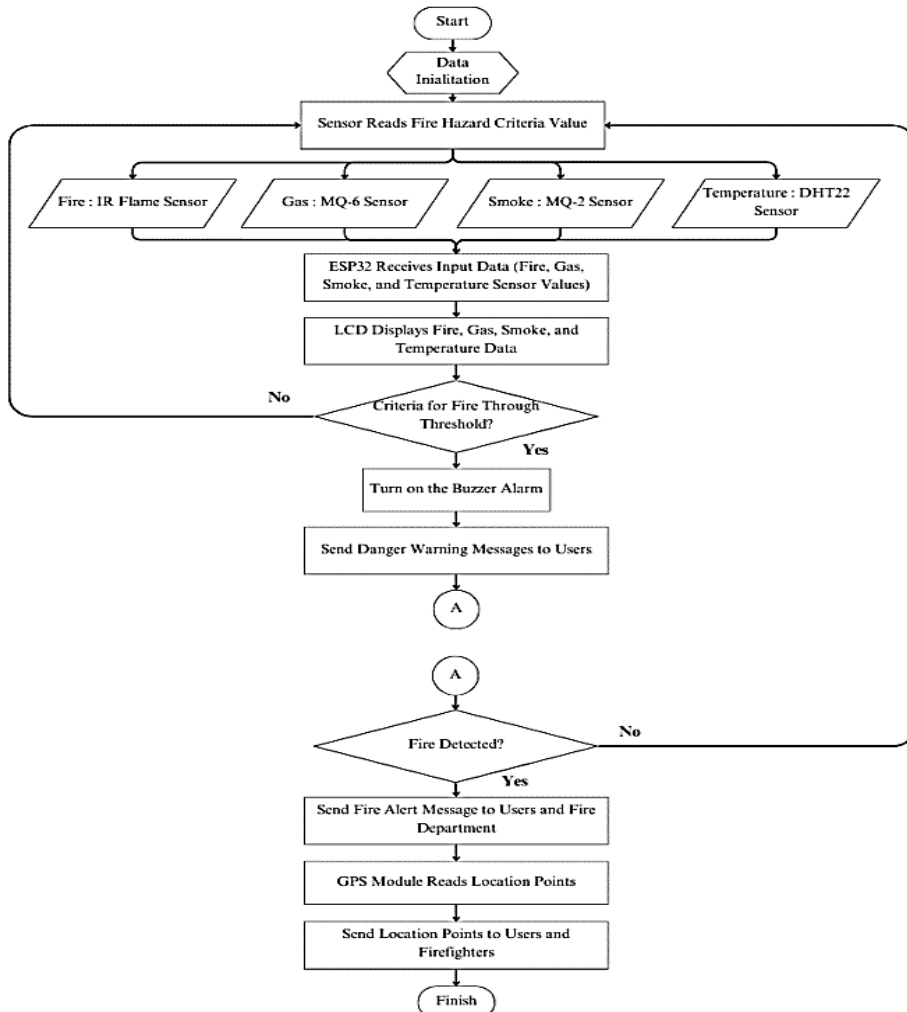 Start
Data
Inialitation
Sensor Reads Fire Hazard Criteria Value
Fire : IR Flame Sensor
Gas : MQ-6 Sensor
Smoke : MQ-2 Sensor
Temperature : DHT22
Sensor
ESP32 Receives Input Data (Fire, Gas,
Smoke, and Temperature Sensor Values)
LCD Displays Fire, Gas, Smoke, and
Temperature Data
No
Criteria for Fire Through
Threshold?
Yes
Turn on the Buzzer Alarm
Send Danger Warning Messages to Users
A
A
Fire Detected?
No
Yes
Send Fire Alert Message to Users and Fire
Department
GPS Module Reads Location Points
Send Location Points to Users and
Firefighters
Finish